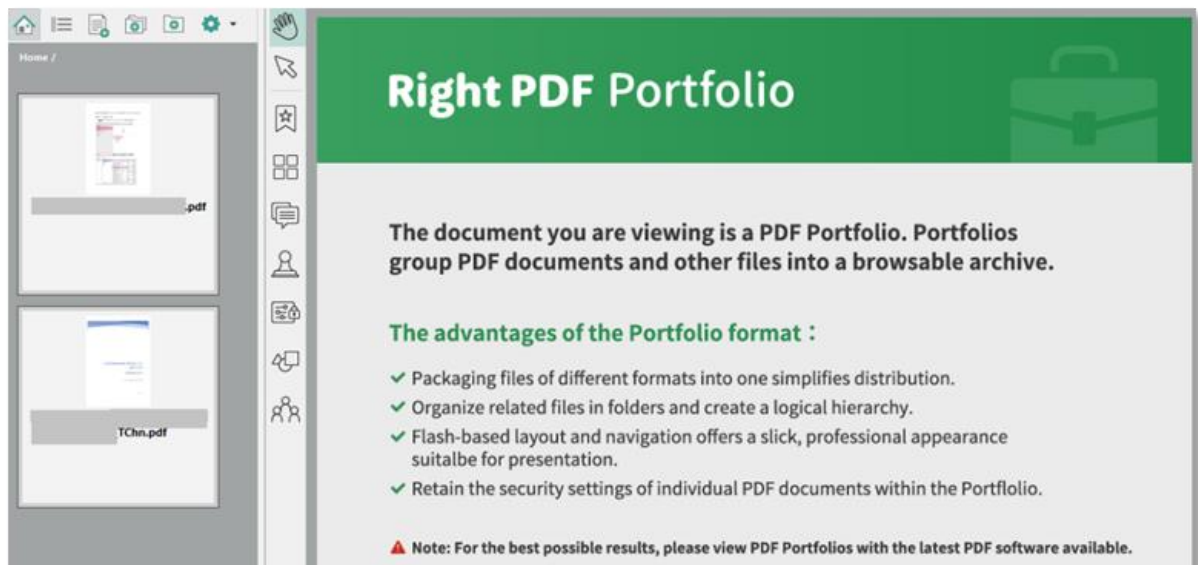 Home /
.pdf
TChn.pdf
Right PDF Portfolio
The document you are viewing is a PDF Portfolio. Portfolios
group PDF documents and other files into a browsable archive.
The advantages of the Portfolio format：
Packaging files of different formats into one simplifies distribution.
Organize related files in folders and create a logical hierarchy.
Flash-based layout and navigation offers a slick, professional appearance
suitalbe for presentation.
Retain the security settings of individual PDF documents within the Portflolio.
Note: For the best possible results, please view PDF Portfolios with the latest PDF software available.